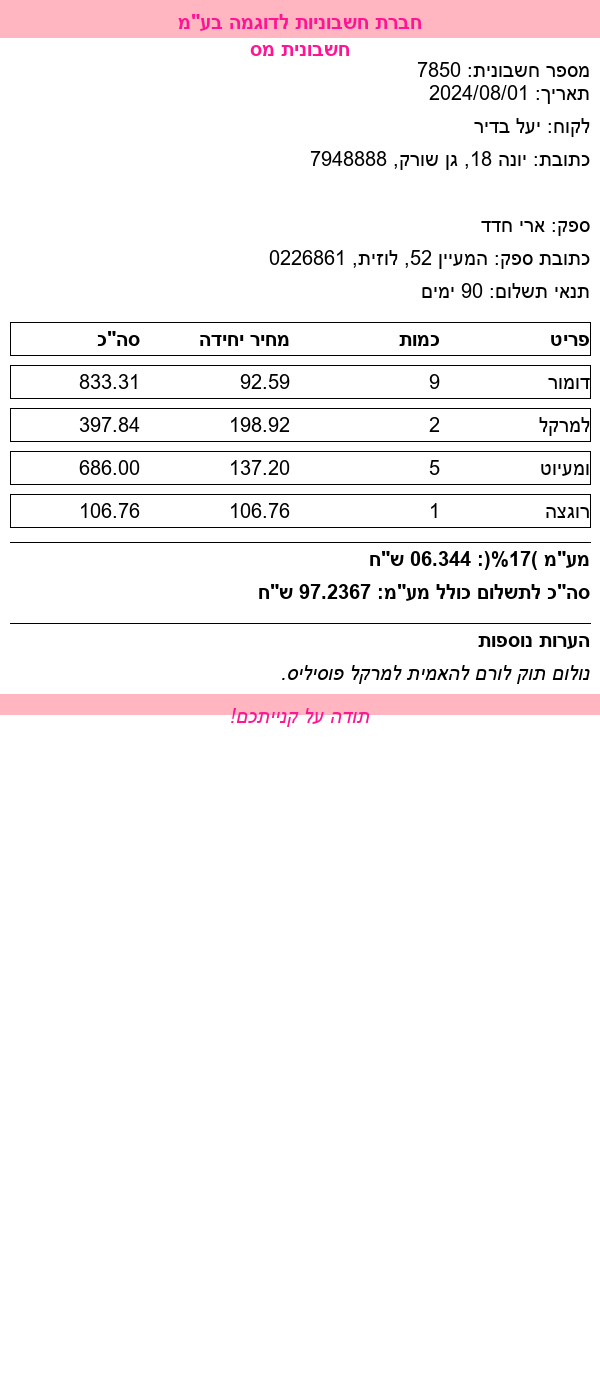 חברת חשבוניות לדוגמה בע"מ
חשבונית מס
מספר חשבונית: 7850
תאריך: 2024/08/01
לקוח: יעל בדיר
כתובת: יונה 18, גן שורק, 7948888
ספק: ארי חדד
כתובת ספק: המעיין 52, לוזית, 0226861
תנאי תשלום: 90 ימים
פריט כמות מחיר יחידה סה"כ
דומור 9 92.59 833.31
למרקל 2 198.92 397.84
ומעיוט 5 137.20 686.00
רוגצה 1 106.76 106.76
מע"מ )17%(: 06.344 ש"ח
סה"כ לתשלום כולל מע"מ: 97.2367 ש"ח
הערות נוספות
נולום תוק לורם להאמית למרקל פוסיליס.
תודה על קנייתכם!